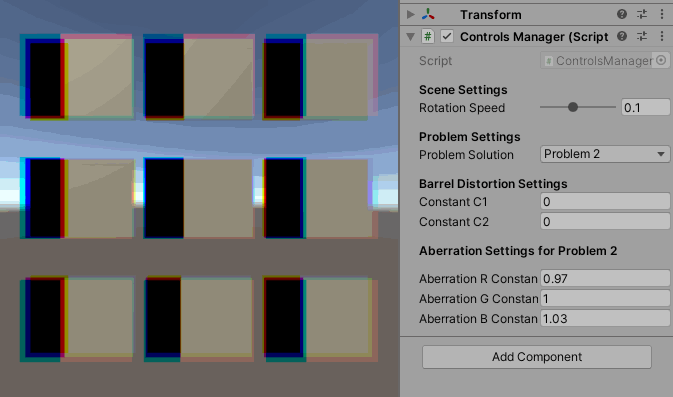 Transform
Controls Manager (Script
Script
# ControlsManager
Scene Settings
Rotation Speed 0.1
Problem Settings
Problem Solution Problem 2
Barrel Distortion Settings
Constant C1 0
Constant C2 0
Aberration Settings for Problem 2
Aberration R Constan 0.97
Aberration G Constan 1
Aberration B Constan 1.03
Add Component